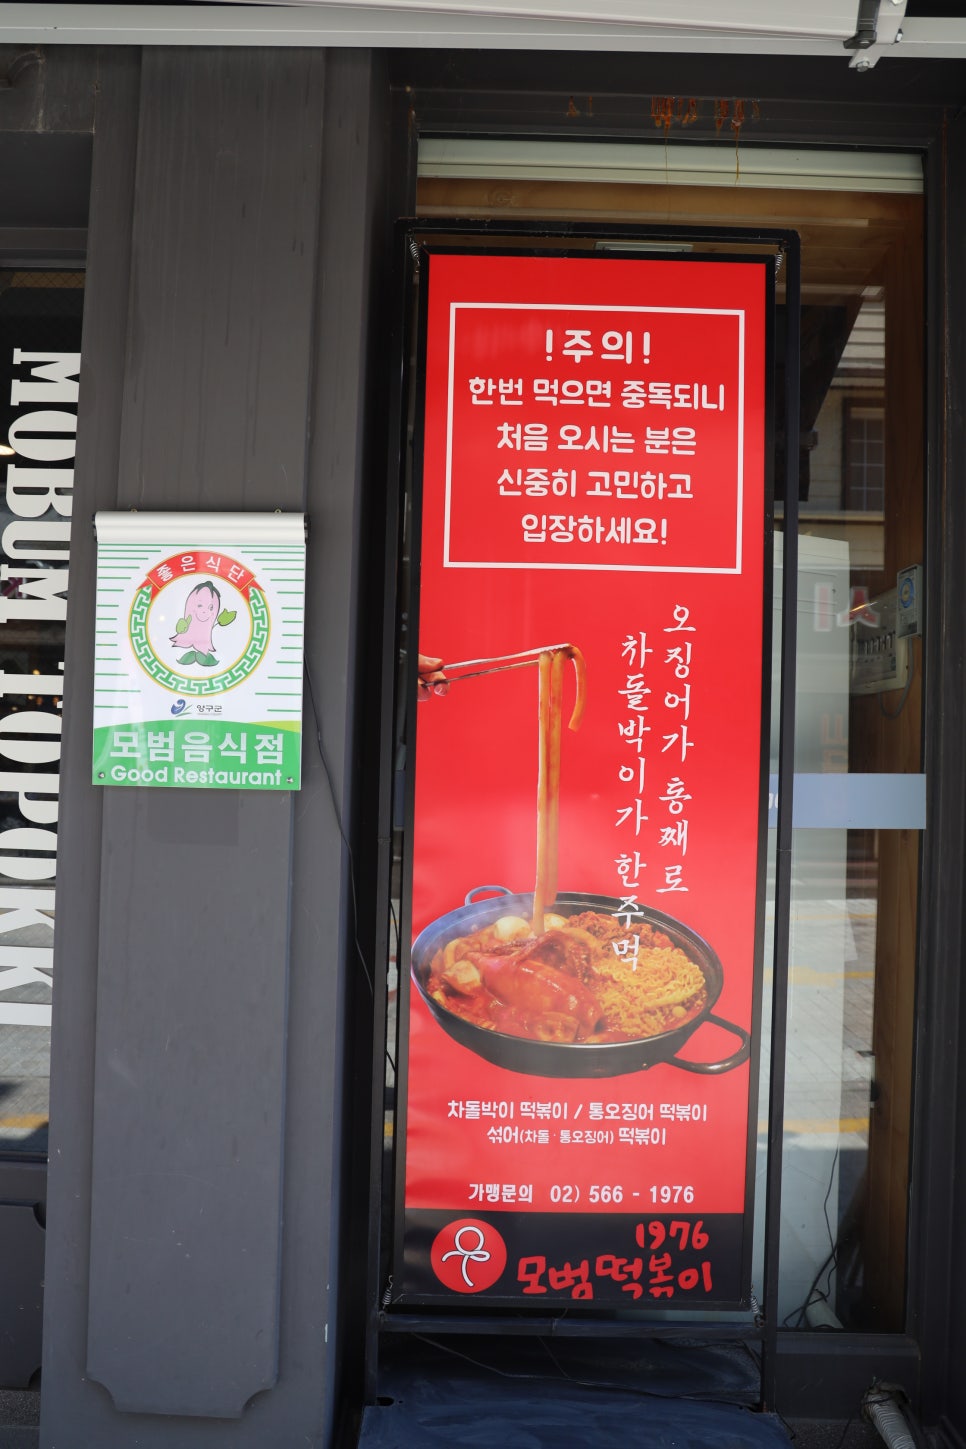 MOBUM TOPOKKI
좋은식단
양구군
모범음식점
Good Restaurant
!주의!
한번 먹으면 중독되니
처음 오시는 분은
신중히 고민하고
입장하세요!
오징어가 통째로
차돌박이가 한주먹
차돌박이 떡볶이 / 통오징어 떡볶이
섞어(차돌·통오징어) 떡볶이
가맹문의 02) 566 - 1976
1976
모범떡볶이